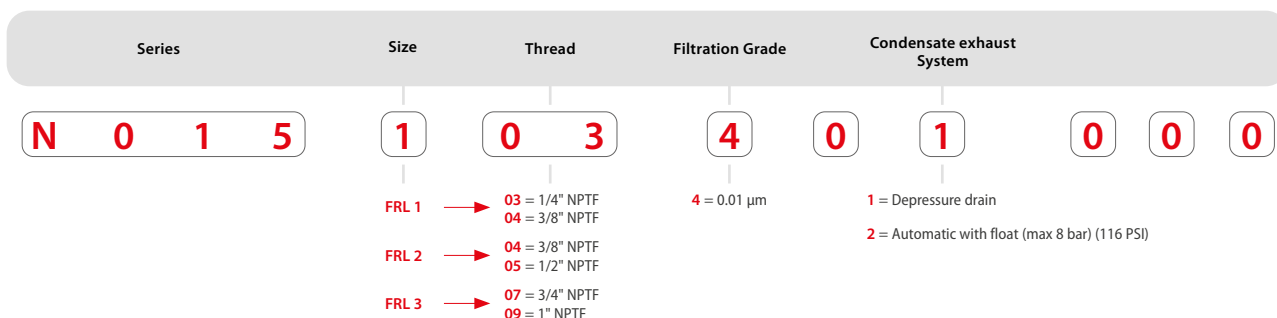 Series Size Thread Filtration Grade Condensate exhaust System
N 0 1 5 1 0 3 4 0 1 0 0 0
FRL 1 03 = 1/4" NPTF 4 = 0.01 µm 1 = Depressure drain
04 = 3/8" NPTF
2 = Automatic with float (max 8 bar) (116 PSI)
FRL 2 04 = 3/8" NPTF
05 = 1/2" NPTF
FRL 3 07 = 3/4" NPTF
09 = 1" NPTF